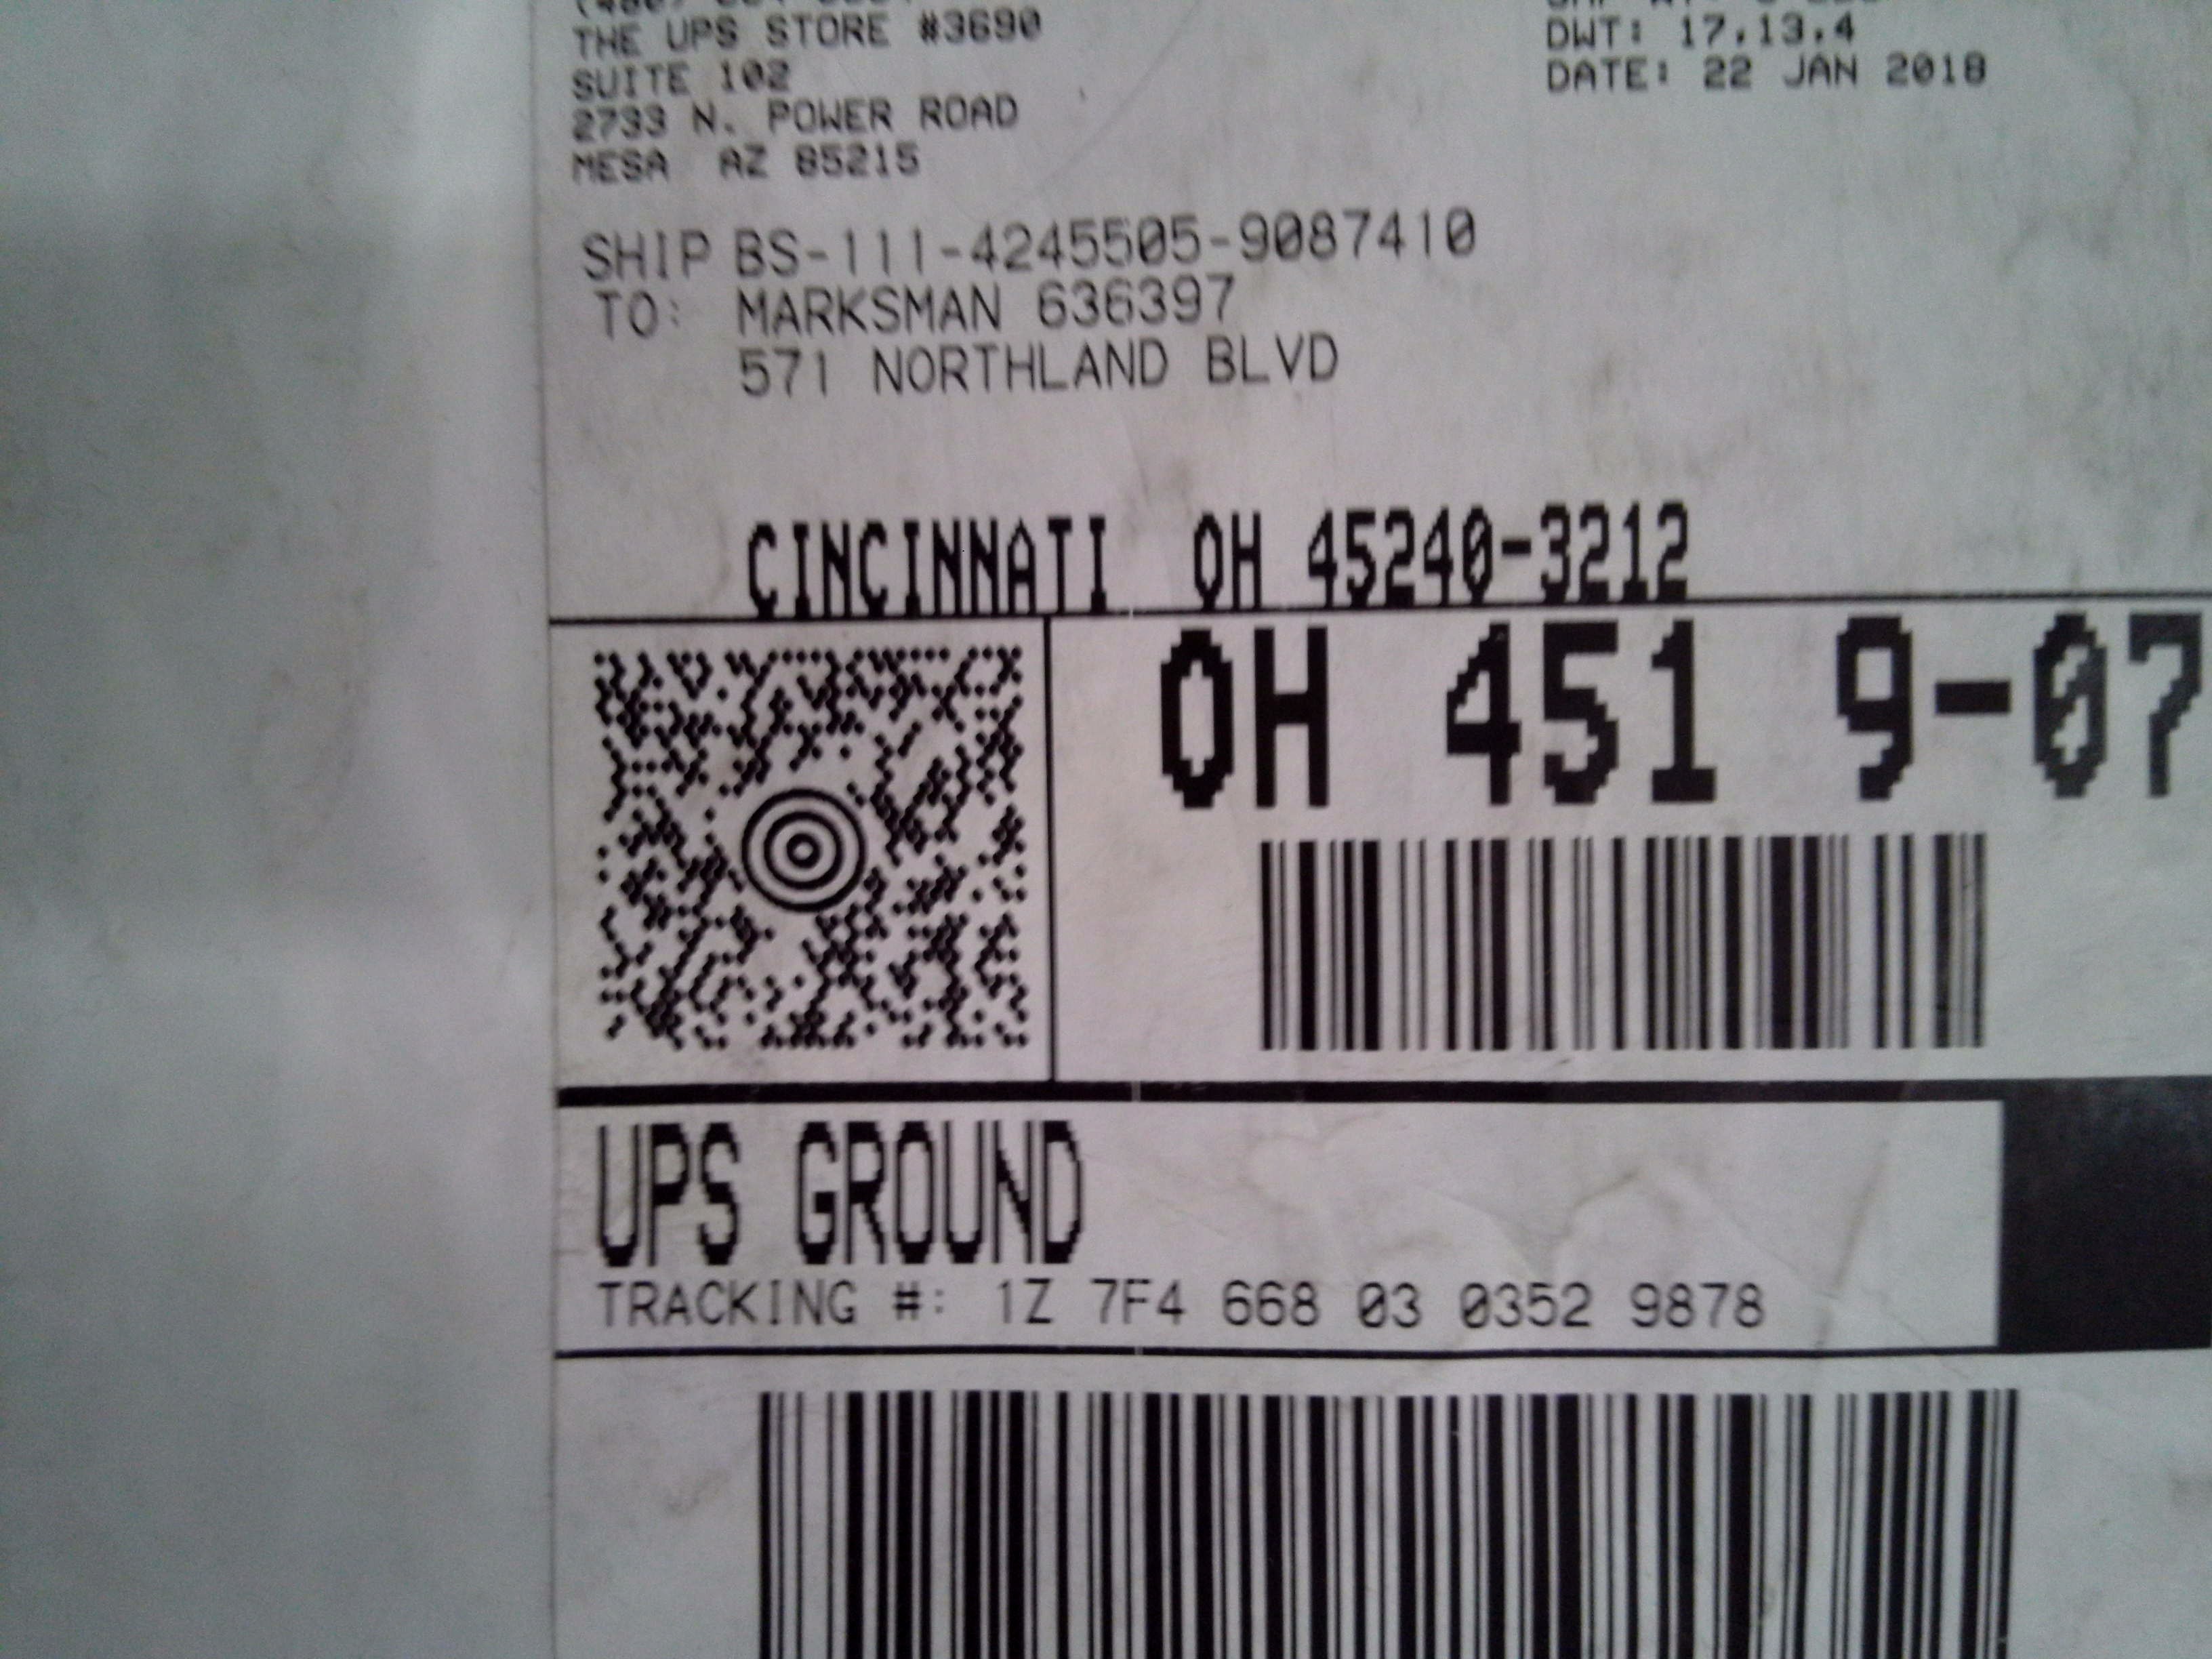 THE UPS STORE #3690
SUITE 102
2733 N. POWER ROAD
MESA AZ 85215
DWT: 17,13,4
DATE: 22 JAN 2018
SHIP BS-111-4245505-9087410
TO: MARKSMAN 636397
571 NORTHLAND BLVD
CINCINNATI OH 45240-3212
OH 451 9-07
UPS GROUND
TRACKING #: 1Z 7F4 668 03 0352 9878